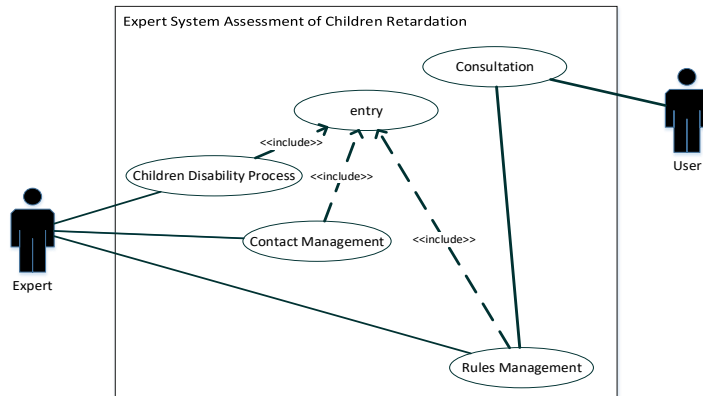 Expert System Assessment of Children Retardation
Consultation
entry
<<include>>
Children Disability Process
<<include>>
User
Contact Management
<<include>>
Expert
Rules Management